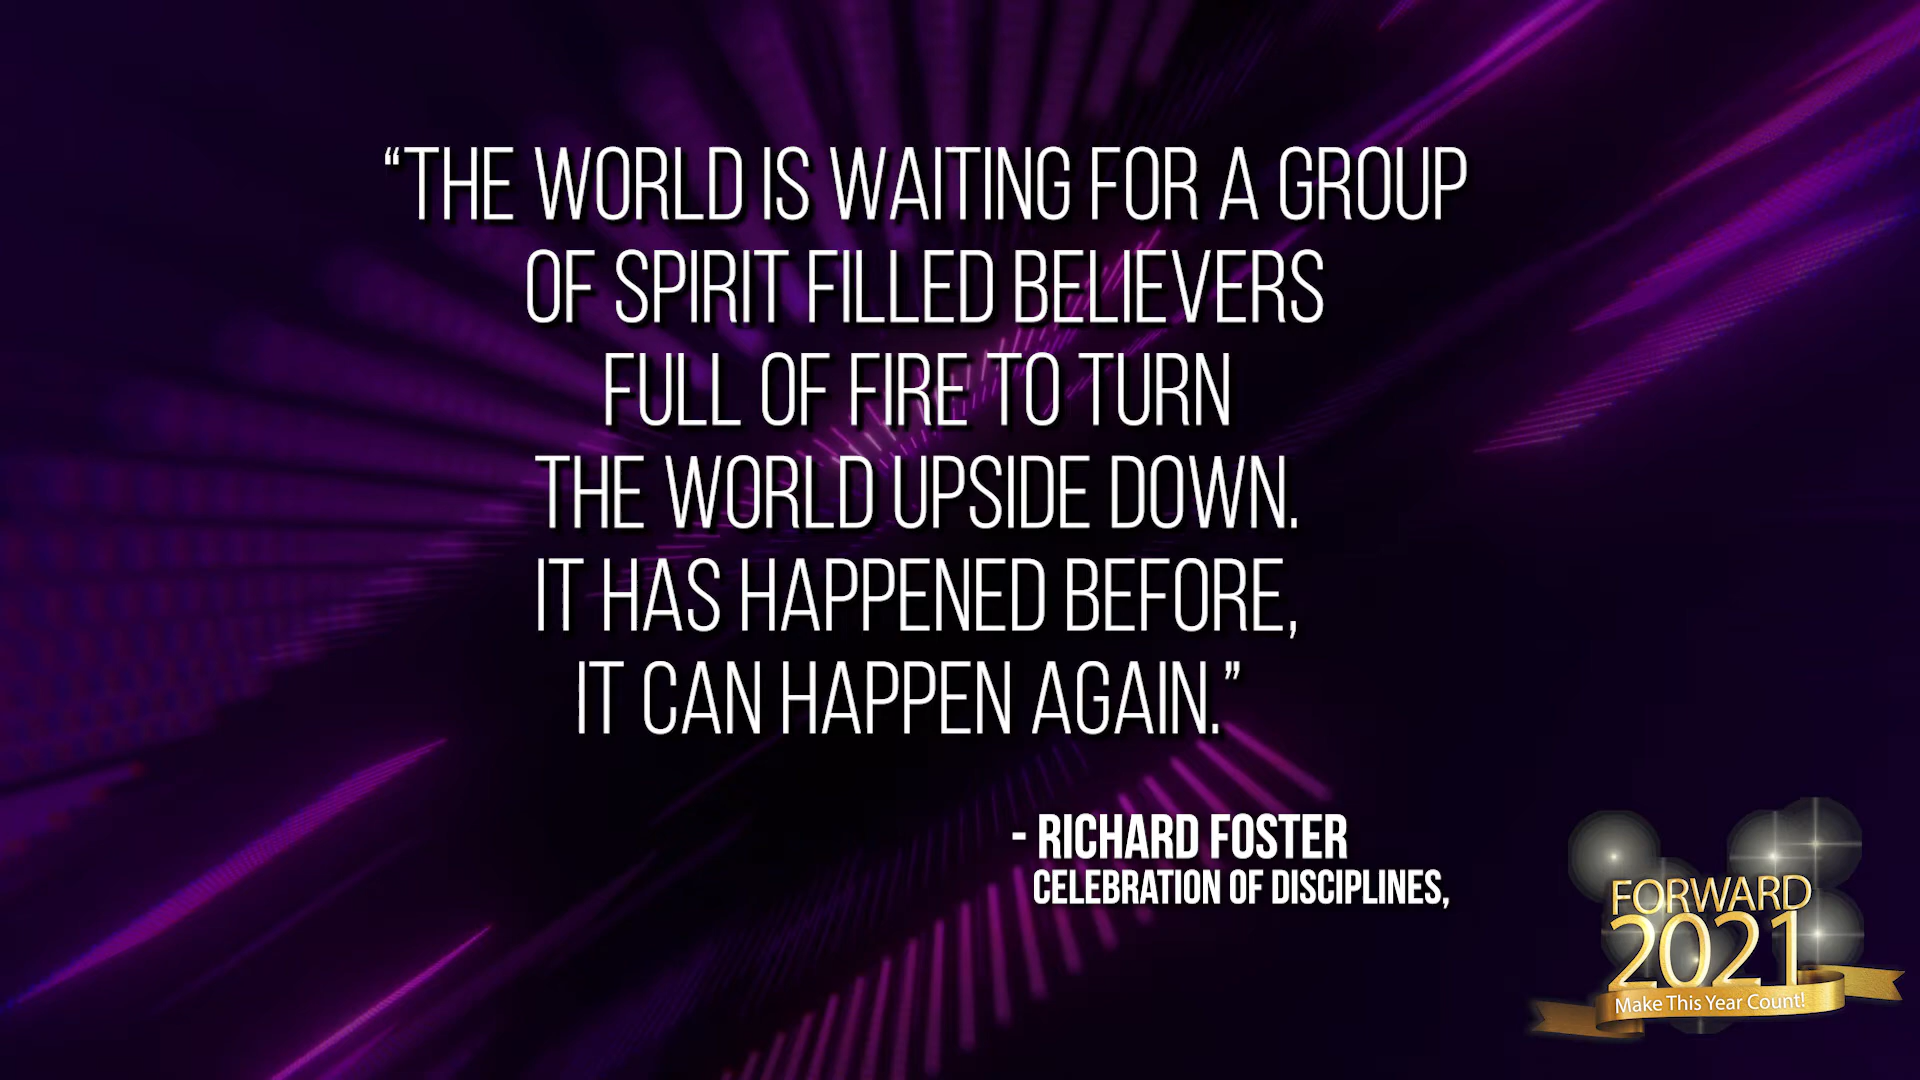 “THE WORLD IS WAITING FOR A GROUP
OF SPIRIT FILLED BELIEVERS
FULL OF FIRE TO TURN
THE WORLD UPSIDE DOWN.
IT HAS HAPPENED BEFORE,
IT CAN HAPPEN AGAIN.”
- RICHARD FOSTER
CELEBRATION OF DISCIPLINES,
FORWARD
2021
Make This Year Count!